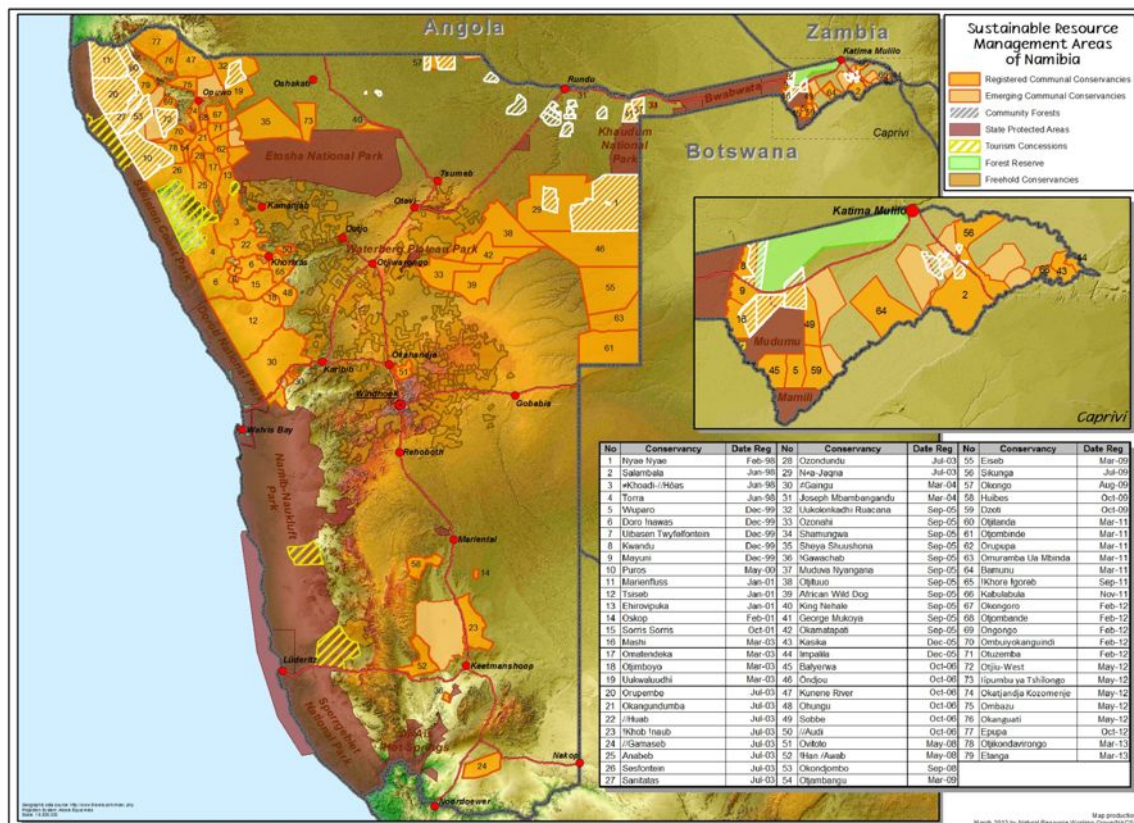 Angola
Zambia
Botswana
Sustainable Resource
Management Areas
of Namibia
Registered Communal Conservancies
Emerging Communal Conservancies
Community Forests
State Protected Areas
Tourism Concessions
Forest Reserve
Freehold Conservancies
Katima Mulilo
Rundu
Oshakati
Opuwo
Bwabwata
Khaudum
National
Park
Caprivi
Etosha National Park
Tsumeb
Otavi
Kamanjab
Outjo
Waterberg Plateau Park
Otjiwarongo
Khorixas
Skeleton Coast Park
Dorob National Park
Karibib
Okahandja
Windhoek
Gobabis
Walvis Bay
Rehoboth
Namib-Naukluft
Park
Mariental
Lüderitz
Keetmanshoop
Sperrgebiet
National Park
Hot Springs
Nakop
Noordoewer
Katima Mulilo
Mudumu
Mamili
Caprivi
No Conservancy Date Reg No Conservancy Date Reg No Conservancy Date Reg
1 Nyae Nyae Feb-98 28 Ozondundu Jul-03 55 Eiseb Mar-09
2 Salambala Jun-98 29 N≠a-Jaqna Jul-03 56 Sikunga Jul-09
3 ≠Khoadi-//Hôas Jun-98 30 ≠Gaingu Mar-04 57 Okongo Aug-09
4 Torra Jun-98 31 Joseph Mbambangandu Mar-04 58 Huibes Oct-09
5 Wuparo Dec-99 32 Uukolonkadhi Ruacana Sep-05 59 Dzoti Oct-09
6 Doro !nawas Dec-99 33 Ozonahi Sep-05 60 Otjitanda Mar-11
7 Uibasen Twyfelfontein Dec-99 34 Shamungwa Sep-05 61 Otjombinde Mar-11
8 Kwandu Dec-99 35 Sheya Shuushona Sep-05 62 Orupupa Mar-11
9 Mayuni Dec-99 36 !Gawachab Sep-05 63 Omuramba Ua Mbinda Mar-11
10 Puros May-00 37 Muduva Nyangana Sep-05 64 Bamunu Mar-11
11 Marienfluss Jan-01 38 Otjituuo Sep-05 65 !Khore !goreb Sep-11
12 Tsiseb Jan-01 39 African Wild Dog Sep-05 66 Kabulabula Nov-11
13 Ehirovipuka Jan-01 40 King Nehale Sep-05 67 Okongoro Feb-12
14 Oskop Feb-01 41 George Mukoya Sep-05 68 Otjombande Feb-12
15 Sorris Sorris Oct-01 42 Okamatapati Sep-05 69 Ongongo Feb-12
16 Mashi Mar-03 43 Kasika Dec-05 70 Ombujokanguindi Feb-12
17 Omatendeka Mar-03 44 Impalila Dec-05 71 Otuzemba Feb-12
18 Otjimboyo Mar-03 45 Balyerwa Oct-06 72 Otjiu-West May-12
19 Uukwaluudhi Mar-03 46 Ondjou Oct-06 73 Iipumbu ya Tshilongo May-12
20 Orupembe Jul-03 47 Kunene River Oct-06 74 Okatjandja Kozomenje May-12
21 Okangundumba Jul-03 48 Ohungu Oct-06 75 Ombazu May-12
22 //Huab Jul-03 49 Sobbe Oct-06 76 Okanguati May-12
23 !Khob !naub Jul-03 50 //Audi Oct-06 77 Epupa Oct-12
24 //Gamaseb Jul-03 51 Ovitoto May-08 78 Otjikondavirongo Mar-13
25 Anabeb Jul-03 52 !Han /Awab May-08 79 Etanga Mar-13
26 Sesfontein Jul-03 53 Okondjombo Sep-08
27 Sanitatas Jul-03 54 Otjambangu Mar-09
Map production